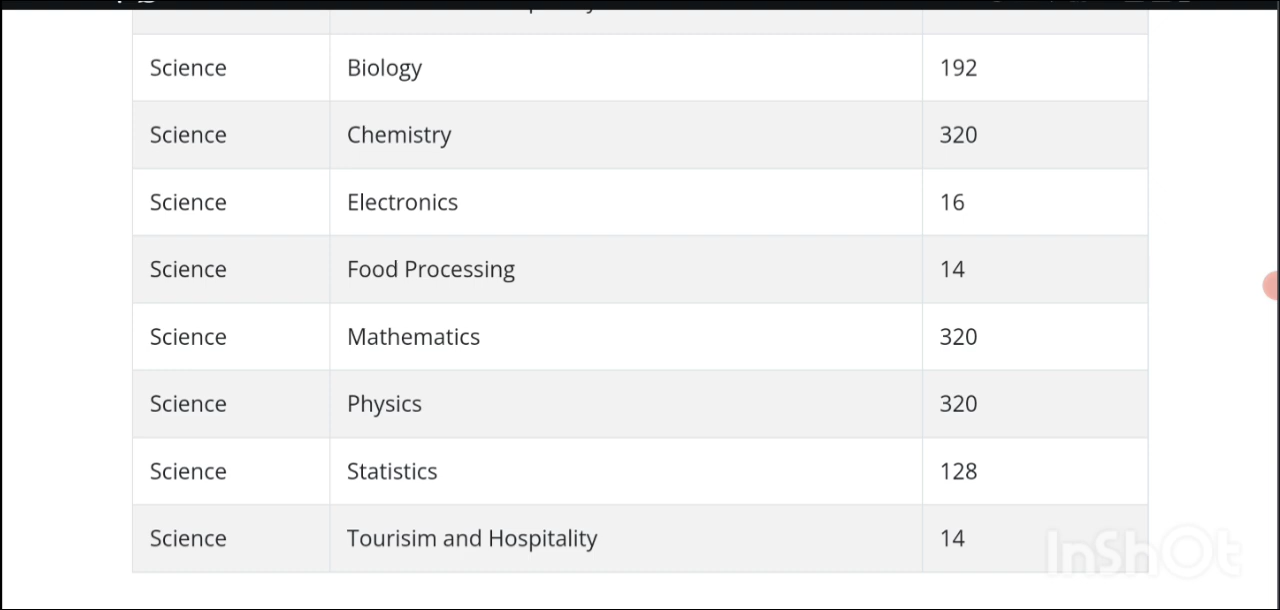 Science Biology 192
Science Chemistry 320
Science Electronics 16
Science Food Processing 14
Science Mathematics 320
Science Physics 320
Science Statistics 128
Science Tourisim and Hospitality 14
InShOt